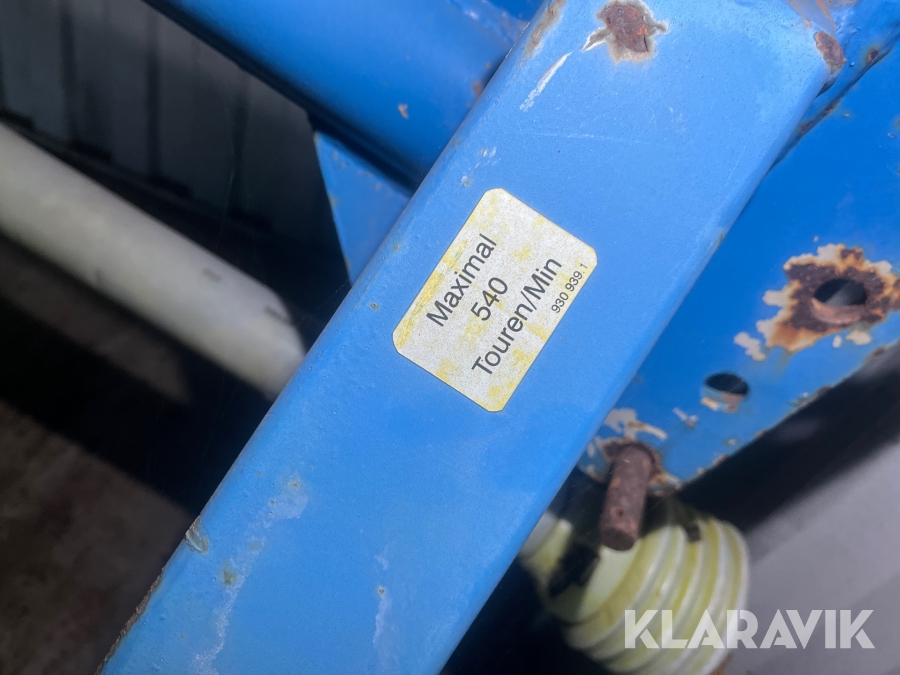 Maximal
540
Touren/Min
930 939.1
KLARAVIK